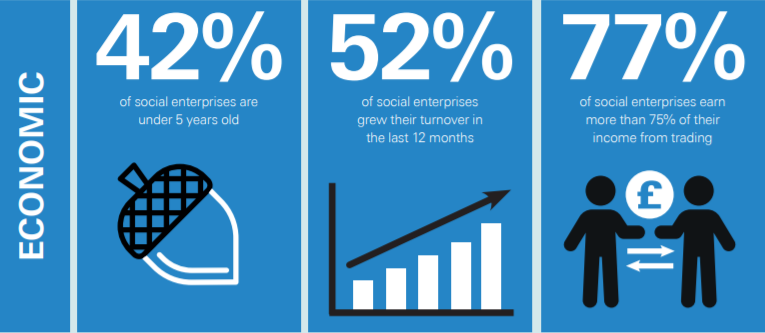 ECONOMIC
42%
of social enterprises are
under 5 years old
52%
of social enterprises
grew their turnover in
the last 12 months
77%
of social enterprises earn
more than 75% of their
income from trading
£